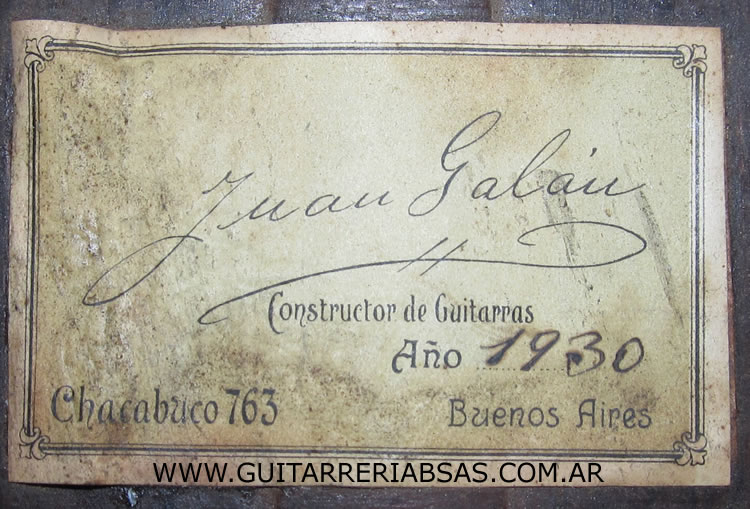 Juan Galán
Constructor de Guitarras
Año 1930
Chacabuco 763 Buenos Aires
WWW.GUITARRERIABSAS.COM.AR